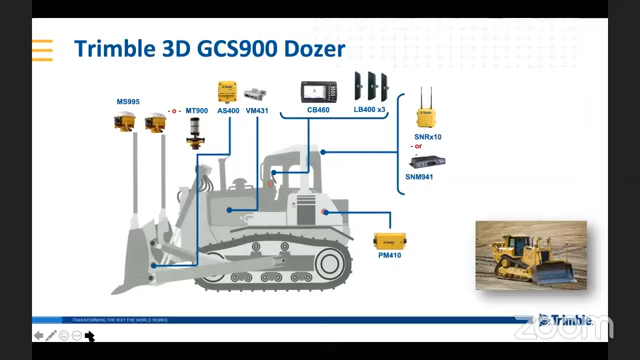 Trimble 3D GCS900 Dozer
MS995
- o -
MT900
AS400
VM431
CB460
LB400 x3
SNRx10
- or
-
SNM941
PM410
TRANSFORMING THE WAY THE WORLD WORKS
Trimble.
zoom